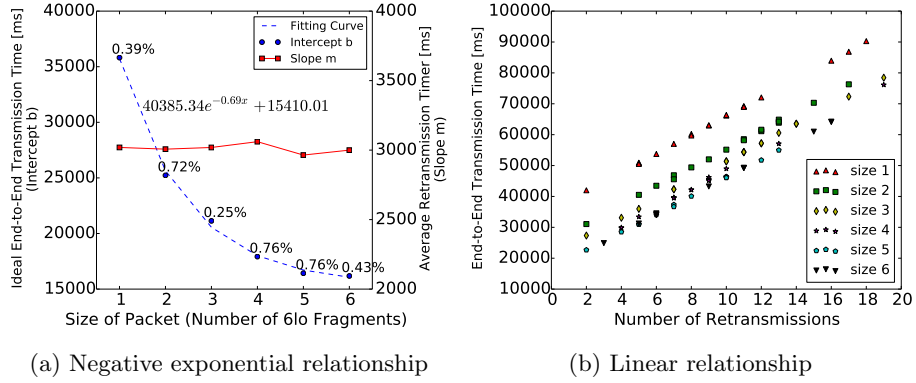 40000
35000
30000
25000
20000
15000
Ideal End-to-End Transmission Time [ms]
(Intercept b)
4000
3500
3000
2500
2000
Average Retransmission Timer [ms]
(Slope m)
Fitting Curve
Intercept b
Slope m
0.39%
40385.34e^{-0.69x} + 15410.01
0.72%
0.25%
0.76%
0.76%
0.43%
1 2 3 4 5 6
Size of Packet (Number of 6lo Fragments)
(a) Negative exponential relationship
End-to-End Transmission Time [ms]
100000
90000
80000
70000
60000
50000
40000
30000
20000
10000
size 1
size 2
size 3
size 4
size 5
size 6
0 2 4 6 8 10 12 14 16 18 20
Number of Retransmissions
(b) Linear relationship